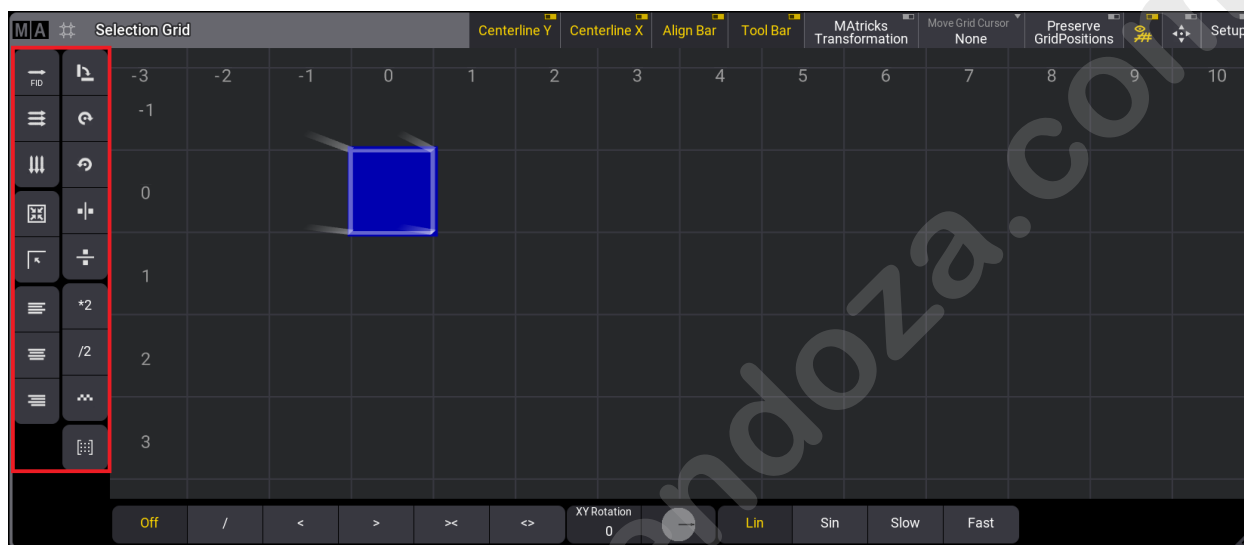 MA Selection Grid Centerline Y Centerline X Align Bar Tool Bar MAtricks Transformation Move Grid Cursor None Preserve GridPositions Setup
-3 -2 -1 0 1 2 3 4 5 6 7 8 9 10
FID
-1
0
1
*2
/2
2
3
Off / < > >< <> XY Rotation 0 Lin Sin Slow Fast
andoza.com